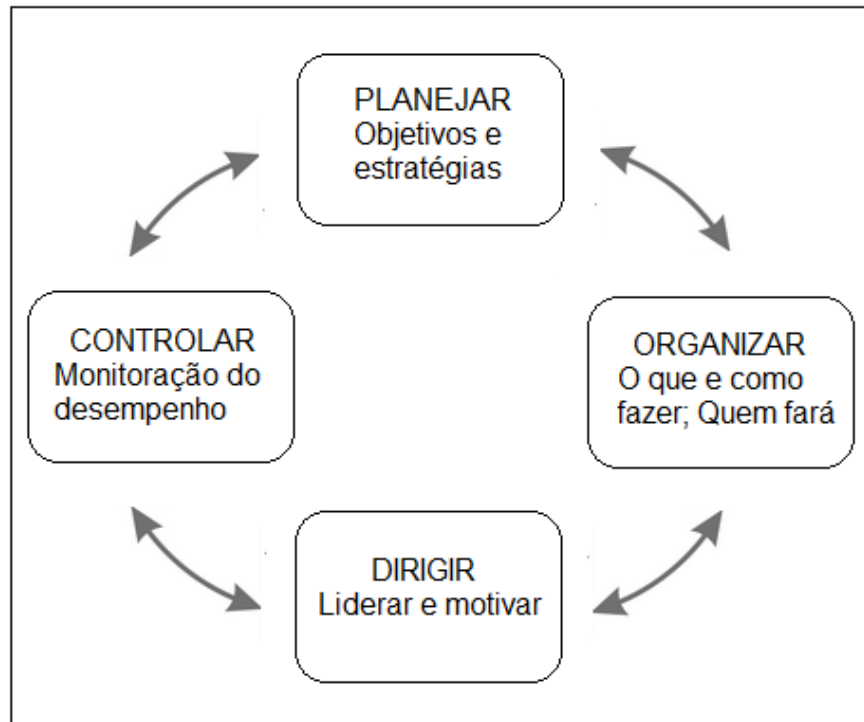 PLANEJAR
Objetivos e
estratégias
CONTROLAR
Monitoração do
desempenho
ORGANIZAR
O que e como
fazer; Quem fará
DIRIGIR
Liderar e motivar